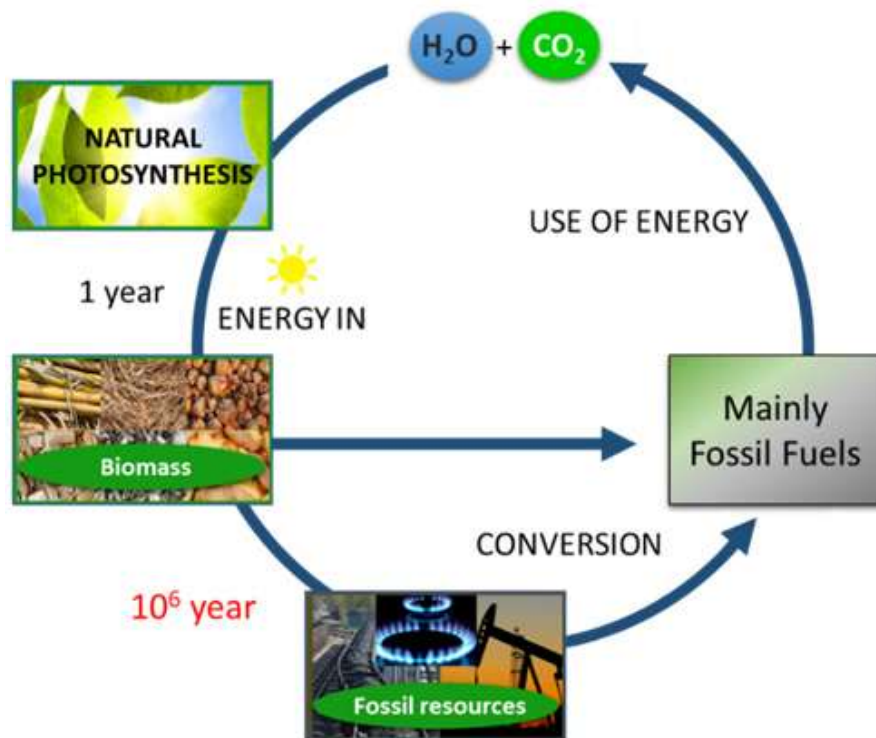 H₂O + CO₂
NATURAL
PHOTOSYNTHESIS
USE OF ENERGY
1 year
ENERGY IN
Mainly
Fossil Fuels
Biomass
CONVERSION
10⁶ year
Fossil resources